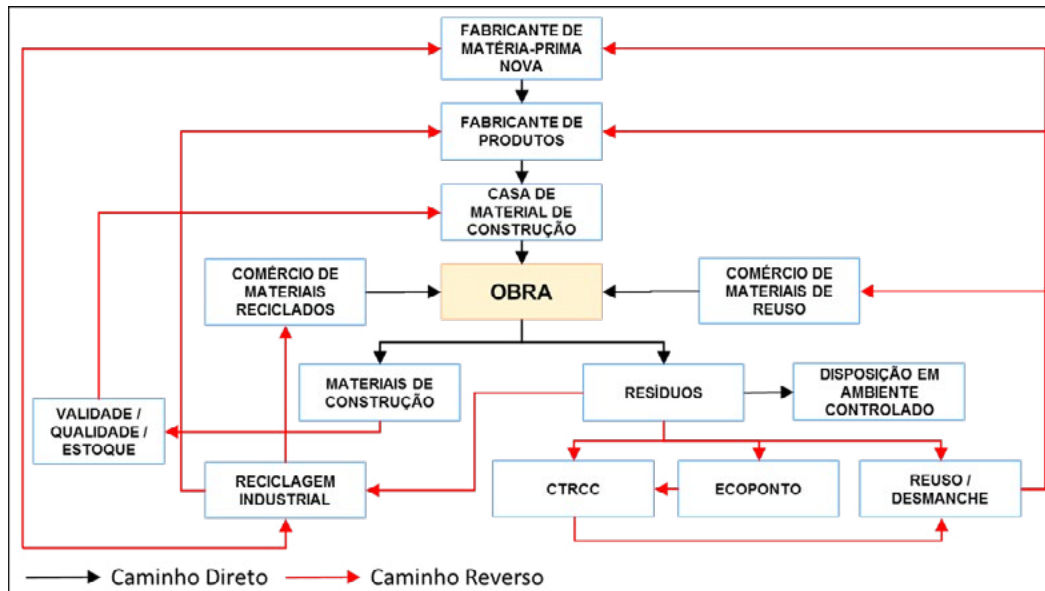 FABRICANTE DE
MATÉRIA-PRIMA
NOVA
FABRICANTE DE
PRODUTOS
CASA DE
MATERIAL DE
CONSTRUÇÃO
COMÉRCIO DE
MATERIAIS
RECICLADOS
OBRA
COMÉRCIO DE
MATERIAIS DE
REUSO
MATERIAIS DE
CONSTRUÇÃO
RESÍDUOS
DISPOSIÇÃO EM
AMBIENTE
CONTROLADO
VALIDADE /
QUALIDADE /
ESTOQUE
RECICLAGEM
INDUSTRIAL
CTRCC
ECOPONTO
REUSO /
DESMANCHE
Caminho Direto
Caminho Reverso